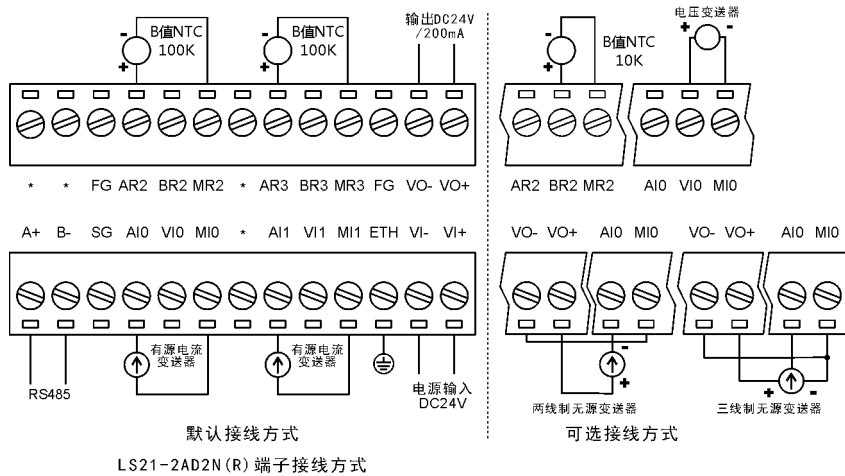 B值NTC
100K
B值NTC
100K
输出DC24V
/200mA
B值NTC
10K
电压变送器
* * FG AR2 BR2 MR2 * AR3 BR3 MR3 FG VO- VO+
AR2 BR2 MR2 AI0 VI0 MI0
A+ B- SG AI0 VI0 MI0 * AI1 VI1 MI1 ETH VI- VI+
VO- VO+ AI0 MI0 VO- VO+ AI0 MI0
RS485
有源电流
变送器
有源电流
变送器
电源输入
DC24V
两线制无源变送器
三线制无源变送器
默认接线方式
可选接线方式
LS21-2AD2N(R)端子接线方式